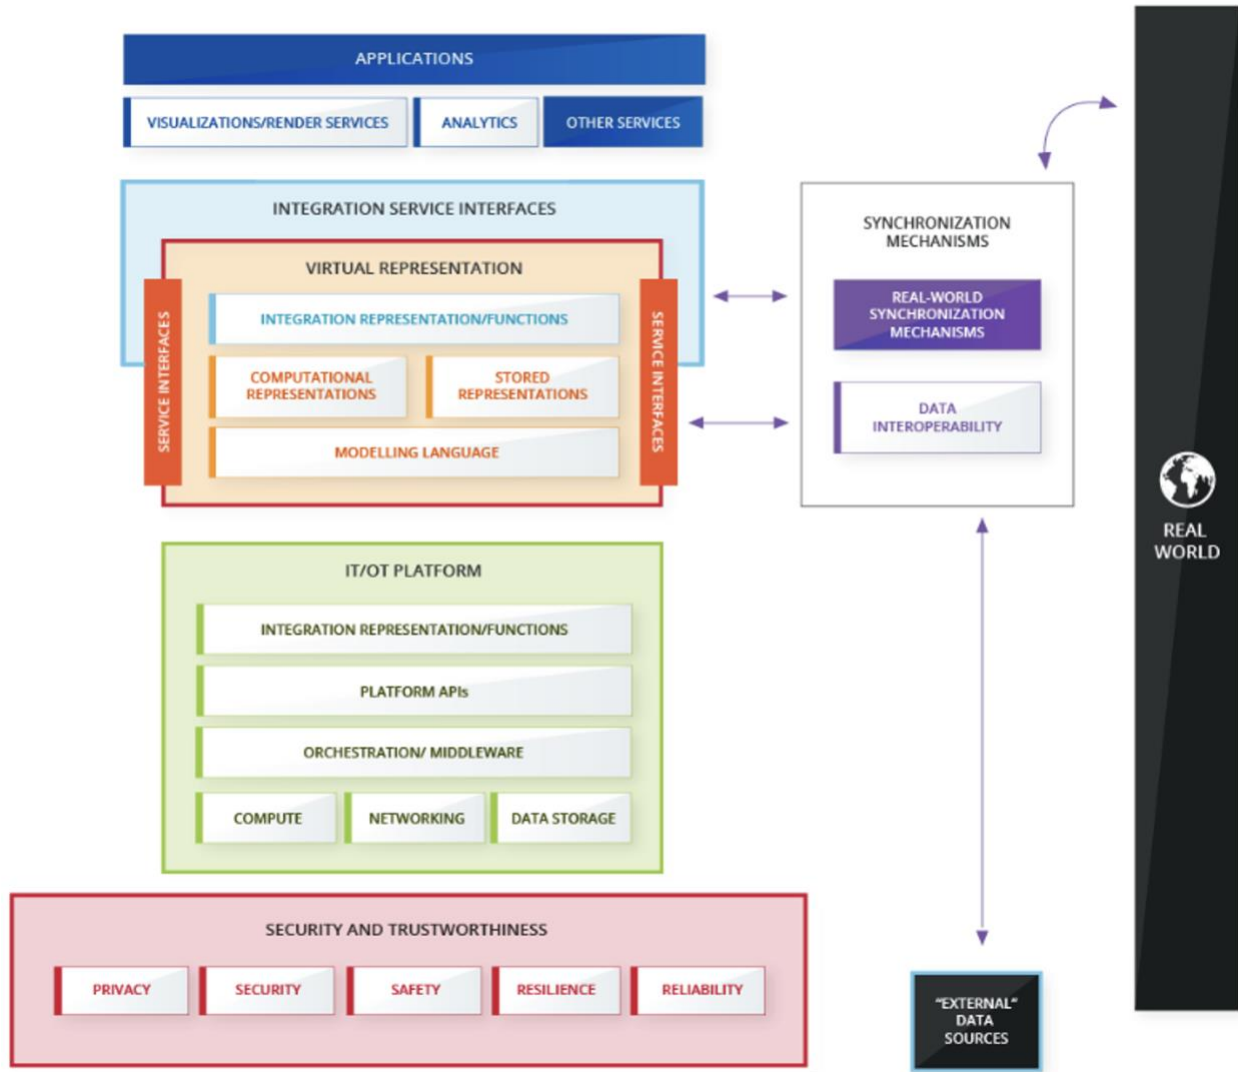 APPLICATIONS
VISUALIZATIONS/RENDER SERVICES
ANALYTICS
OTHER SERVICES
INTEGRATION SERVICE INTERFACES
VIRTUAL REPRESENTATION
INTEGRATION REPRESENTATION/FUNCTIONS
COMPUTATIONAL
REPRESENTATIONS
STORED
REPRESENTATIONS
MODELLING LANGUAGE
SERVICE INTERFACES
SERVICE INTERFACES
SYNCHRONIZATION
MECHANISMS
REAL-WORLD
SYNCHRONIZATION
MECHANISMS
DATA
INTEROPERABILITY
REAL
WORLD
IT/OT PLATFORM
INTEGRATION REPRESENTATION/FUNCTIONS
PLATFORM APIs
ORCHESTRATION/ MIDDLEWARE
COMPUTE
NETWORKING
DATA STORAGE
SECURITY AND TRUSTWORTHINESS
PRIVACY
SECURITY
SAFETY
RESILIENCE
RELIABILITY
“EXTERNAL“
DATA
SOURCES